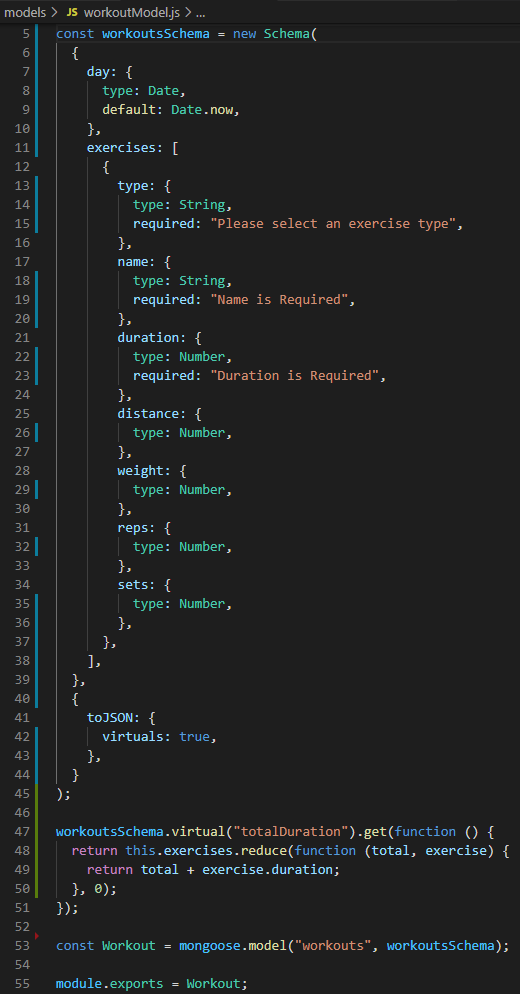 models > JS workoutModel.js > ...
5 const workoutsSchema = new Schema(
6 {
7 day: {
8 type: Date,
9 default: Date.now,
10 },
11 exercises: [
12 {
13 type: {
14 type: String,
15 required: "Please select an exercise type",
16 },
17 name: {
18 type: String,
19 required: "Name is Required",
20 },
21 duration: {
22 type: Number,
23 required: "Duration is Required",
24 },
25 distance: {
26 type: Number,
27 },
28 weight: {
29 type: Number,
30 },
31 reps: {
32 type: Number,
33 },
34 sets: {
35 type: Number,
36 },
37 },
38 ],
39 },
40 {
41 toJSON: {
42 virtuals: true,
43 },
44 }
45 );
46
47 workoutsSchema.virtual("totalDuration").get(function () {
48 return this.exercises.reduce(function (total, exercise) {
49 return total + exercise.duration;
50 }, 0);
51 });
52
53 const Workout = mongoose.model("workouts", workoutsSchema);
54
55 module.exports = Workout;